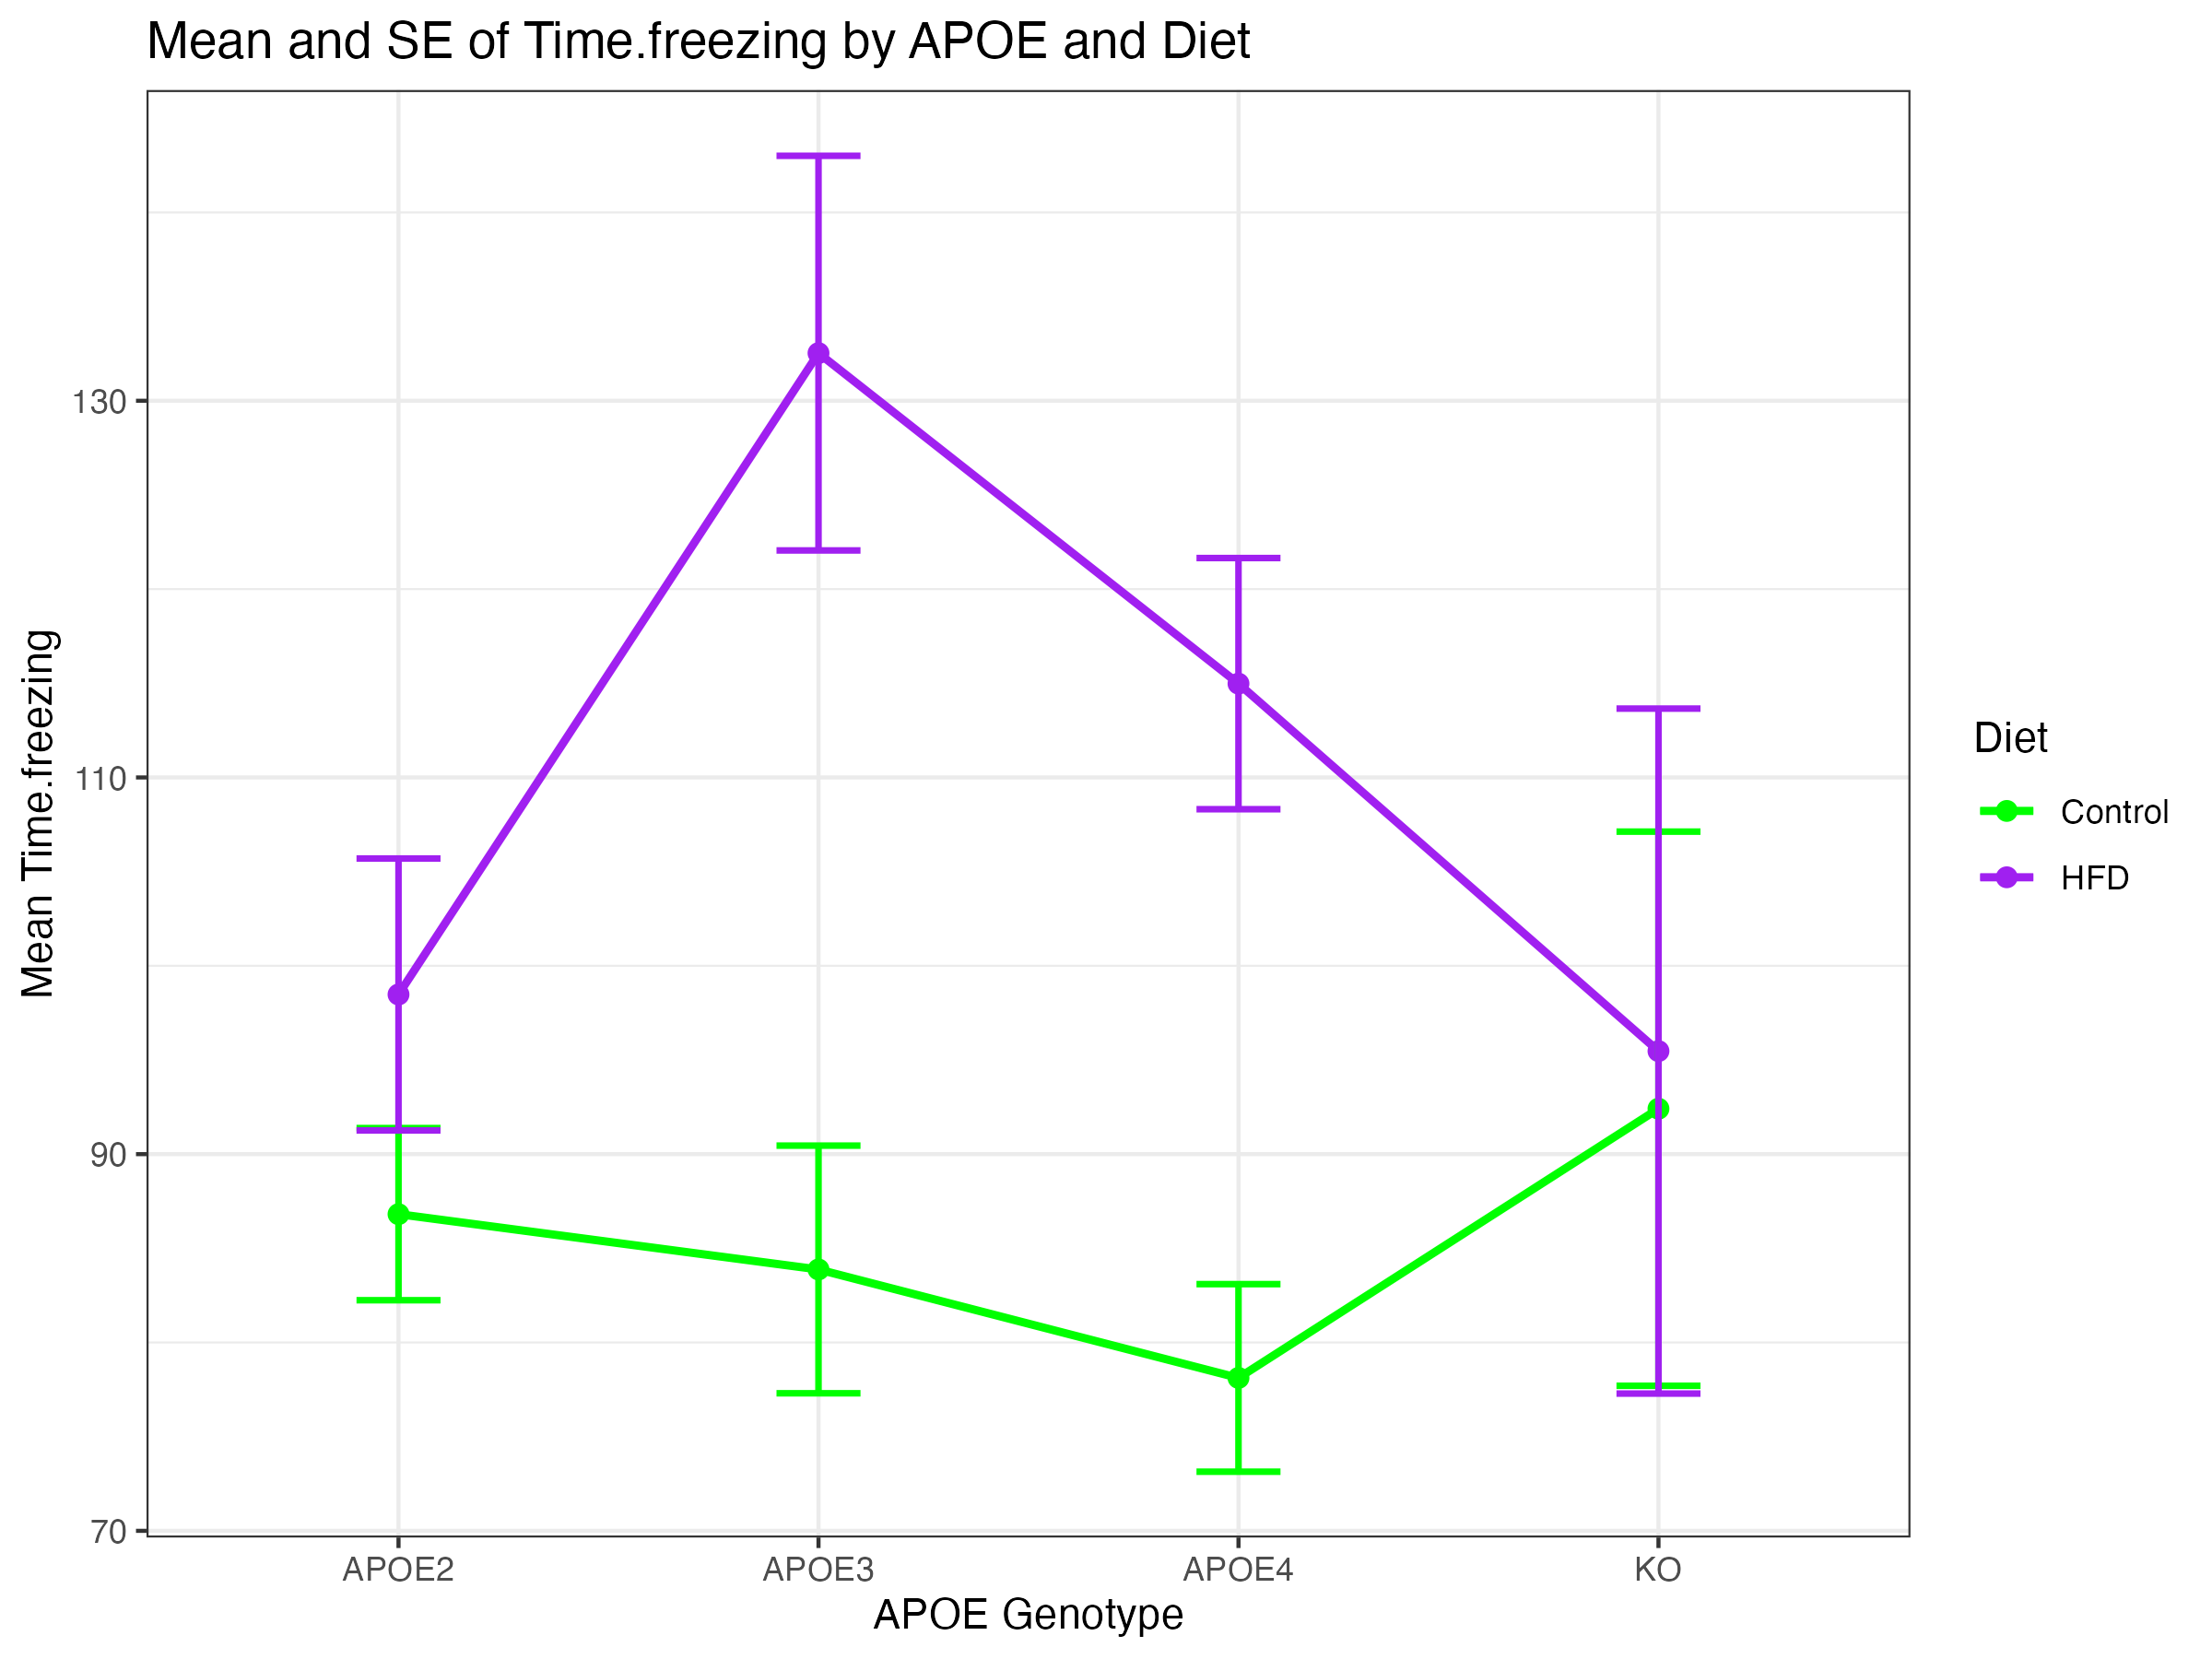 Mean and SE of Time.freezing by APOE and Diet
Mean Time.freezing
130
110
90
70
APOE2
APOE3
APOE4
KO
APOE Genotype
Diet
Control
HFD